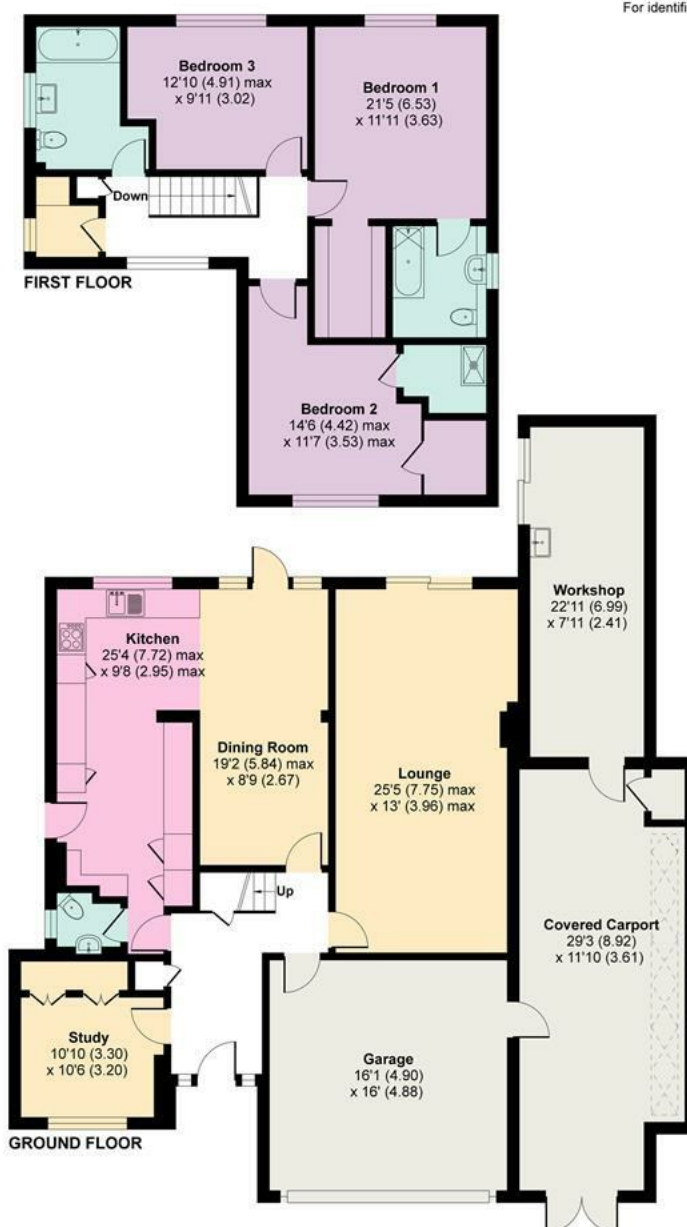 For identifi
Bedroom 3
12'10 (4.91) max
x 9'11 (3.02)
Bedroom 1
21'5 (6.53)
x 11'11 (3.63)
Down
FIRST FLOOR
Bedroom 2
14'6 (4.42) max
x 11'7 (3.53) max
Workshop
22'11 (6.99)
x 7'11 (2.41)
Kitchen
25'4 (7.72) max
x 9'8 (2.95) max
Dining Room
19'2 (5.84) max
x 8'9 (2.67)
Lounge
25'5 (7.75) max
x 13' (3.96) max
Up
Covered Carport
29'3 (8.92)
x 11'10 (3.61)
Study
10'10 (3.30)
x 10'6 (3.20)
Garage
16'1 (4.90)
x 16' (4.88)
GROUND FLOOR